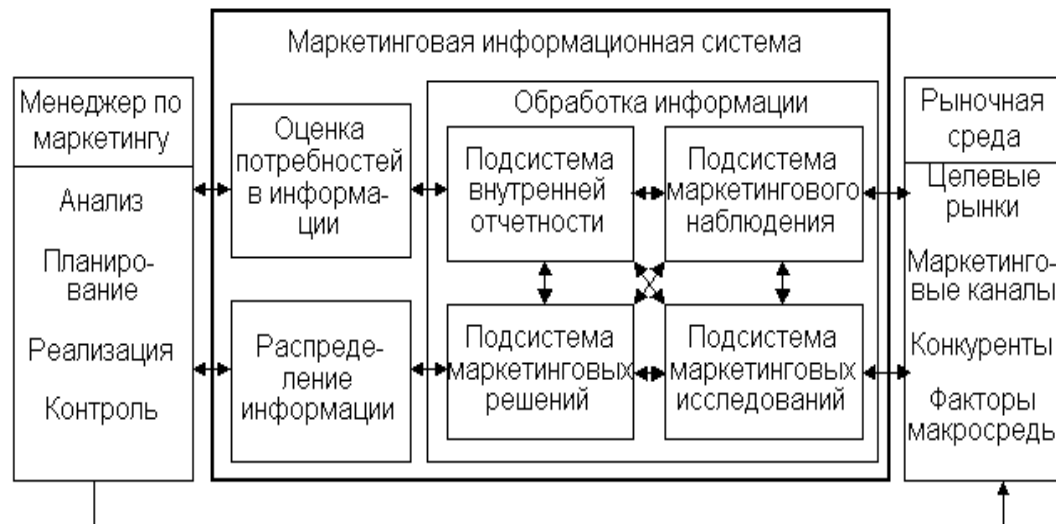 Маркетинговая информационная система
Менеджер по
маркетингу
Анализ
Планиро-
вание
Реализация
Контроль
Оценка
потребностей
в информа-
ции
Распреде-
ление
информации
Обработка информации
Подсистема
внутренней
отчетности
Подсистема
маркетингового
наблюдения
Подсистема
маркетинговых
решений
Подсистема
маркетинговых
исследований
Рыночная
среда
Целевые
рынки
Маркетинго-
вые каналы
Конкуренты
Факторы
макросредь